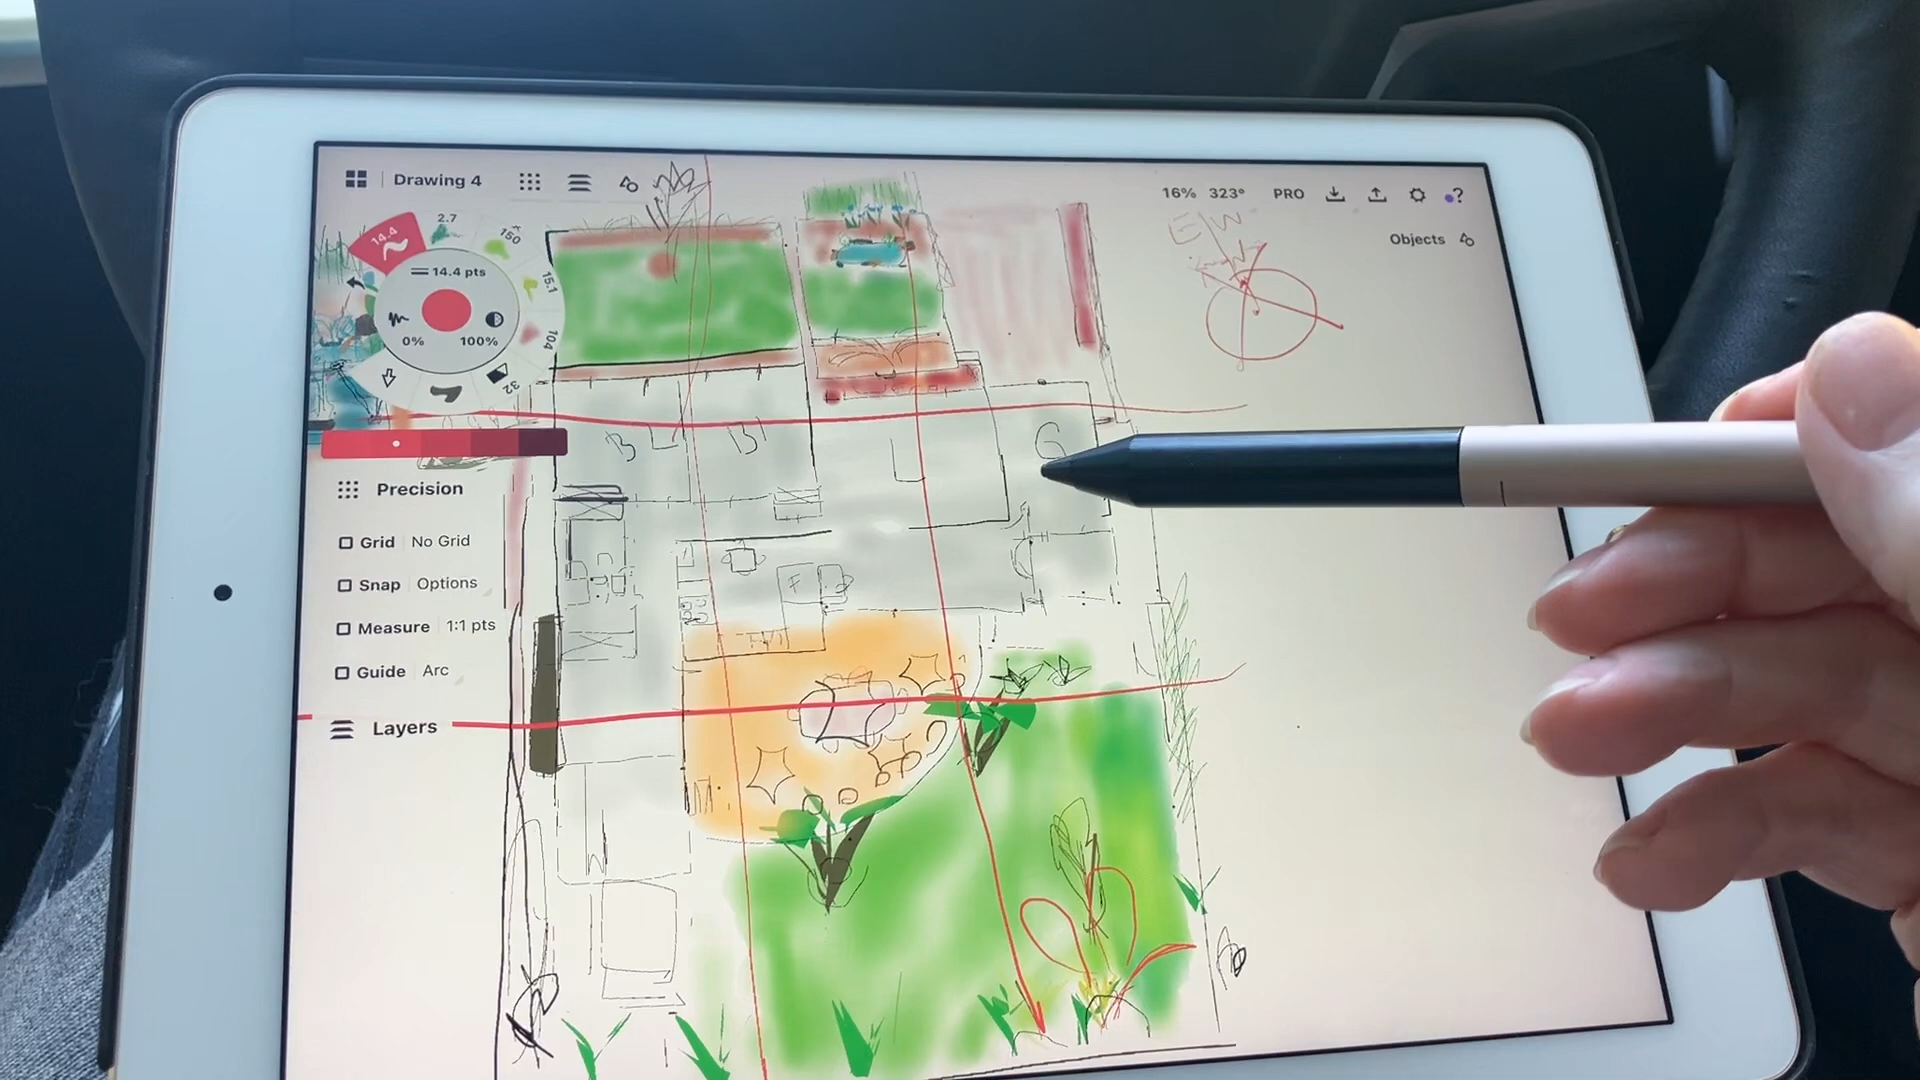 Drawing 4
16% 323° PRO ?
Objects
2.7
14.4
150
15.1
104
32
14.4 pts
0% 100%
Precision
Grid No Grid
Snap Options
Measure 1:1 pts
Guide Arc
Layers
B B L G
F
E W